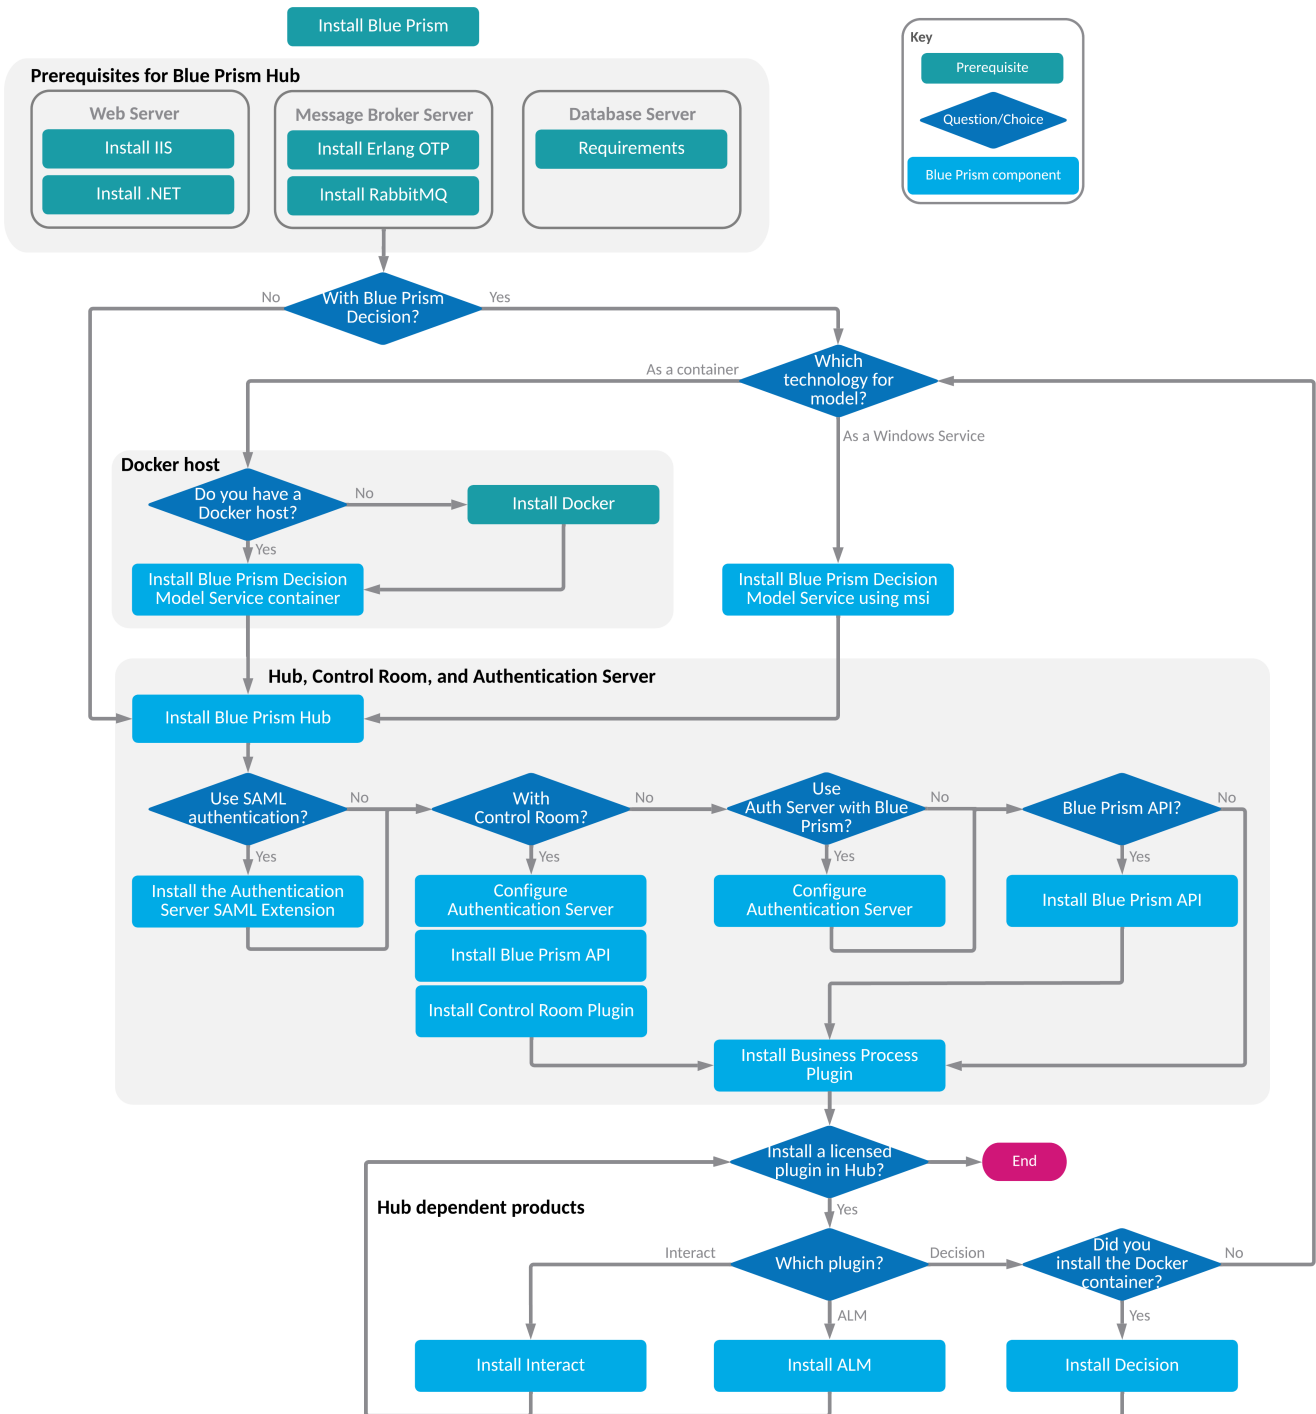 Install Blue Prism
Key
Prerequisite
Question/Choice
Blue Prism component
Prerequisites for Blue Prism Hub
Web Server
Install IIS
Install .NET
Message Broker Server
Install Erlang OTP
Install RabbitMQ
Database Server
Requirements
With Blue Prism
Decision?
No
Yes
Which
technology for
model?
As a container
As a Windows Service
Docker host
Do you have a
Docker host?
No
Install Docker
Yes
Install Blue Prism Decision
Model Service container
Install Blue Prism Decision
Model Service using msi
Hub, Control Room, and Authentication Server
Install Blue Prism Hub
Use SAML
authentication?
No
Yes
Install the Authentication
Server SAML Extension
With
Control Room?
No
Yes
Configure
Authentication Server
Install Blue Prism API
Install Control Room Plugin
Use
Auth Server with Blue
Prism?
No
Yes
Configure
Authentication Server
Blue Prism API?
No
Yes
Install Blue Prism API
Install Business Process
Plugin
Install a licensed
plugin in Hub?
End
Yes
Hub dependent products
Which plugin?
Interact
Decision
ALM
Did you
install the Docker
container?
No
Yes
Install Interact
Install ALM
Install Decision